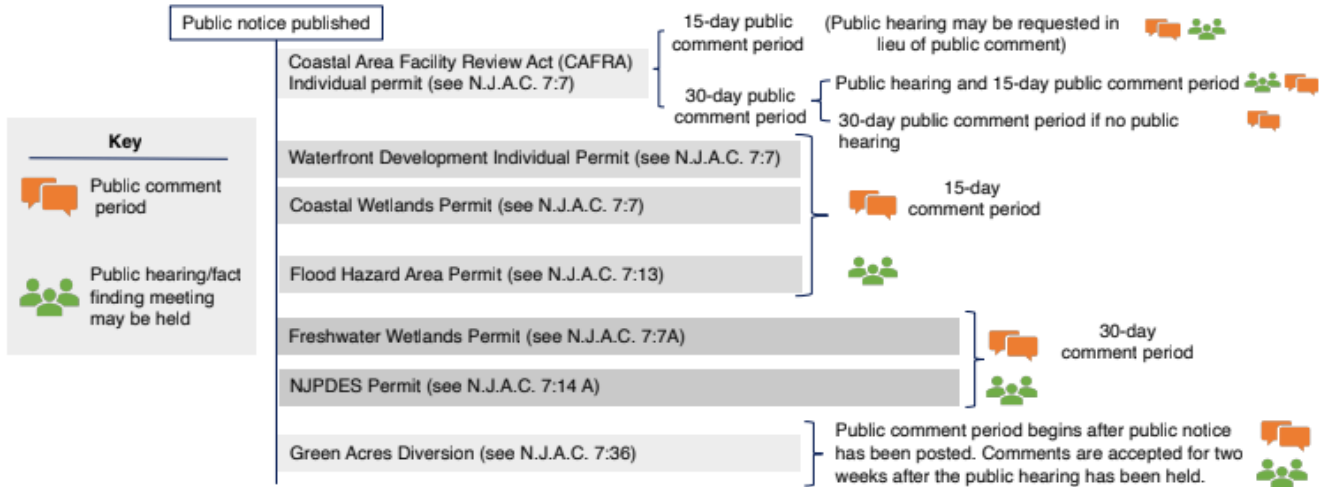 Public notice published
15-day public
comment period
(Public hearing may be requested in
lieu of public comment)
Coastal Area Facility Review Act (CAFRA)
Individual permit (see N.J.A.C. 7:7)
30-day public
comment period
Public hearing and 15-day public comment period
30-day public comment period if no public
hearing
Key
Public comment
period
Public hearing/fact
finding meeting
may be held
Waterfront Development Individual Permit (see N.J.A.C. 7:7)
Coastal Wetlands Permit (see N.J.A.C. 7:7)
Flood Hazard Area Permit (see N.J.A.C. 7:13)
15-day
comment period
Freshwater Wetlands Permit (see N.J.A.C. 7:7A)
NJPDES Permit (see N.J.A.C. 7:14 A)
30-day
comment period
Green Acres Diversion (see N.J.A.C. 7:36)
Public comment period begins after public notice
has been posted. Comments are accepted for two
weeks after the public hearing has been held.